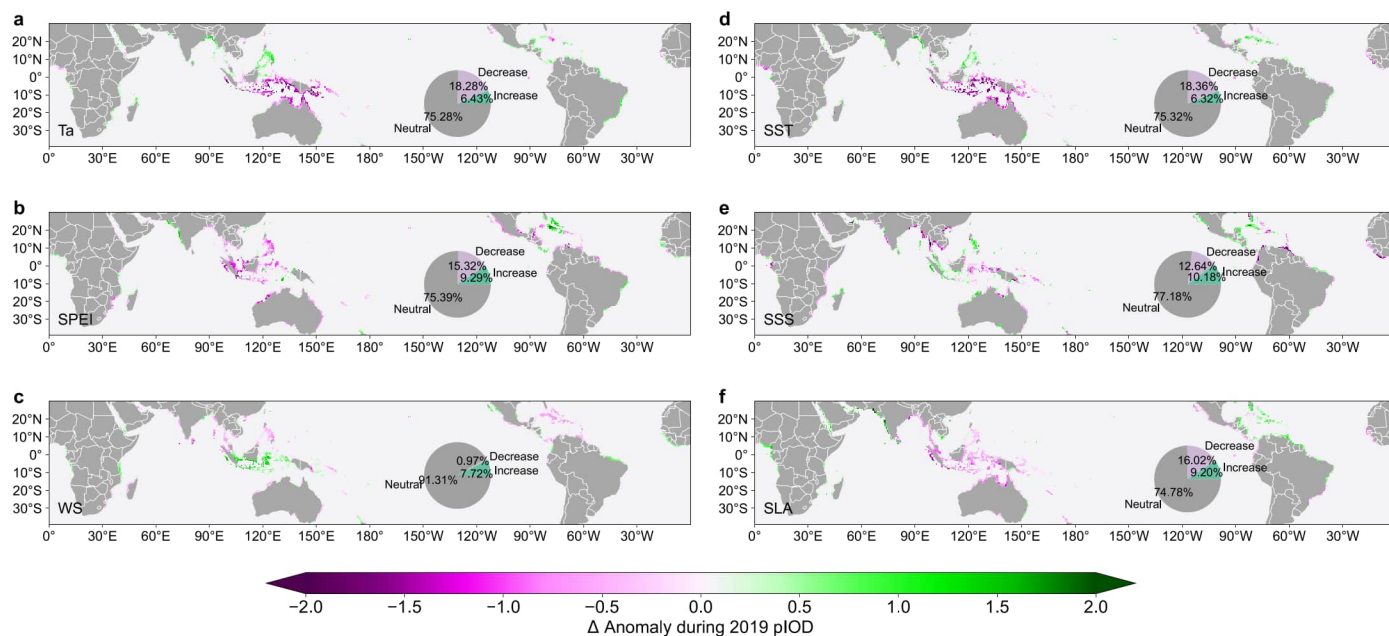 a
20°N
10°N
0°
10°S
20°S
30°S
Ta
Decrease
18.28%
Increase
6.43%
75.28%
Neutral
0° 30°E 60°E 90°E 120°E 150°E 180° 150°W 120°W 90°W 60°W 30°W
d
20°N
10°N
0°
10°S
20°S
30°S
SST
Decrease
18.36%
Increase
6.32%
75.32%
Neutral
0° 30°E 60°E 90°E 120°E 150°E 180° 150°W 120°W 90°W 60°W 30°W
b
20°N
10°N
0°
10°S
20°S
30°S
SPEI
Decrease
15.32%
Increase
9.29%
75.39%
Neutral
0° 30°E 60°E 90°E 120°E 150°E 180° 150°W 120°W 90°W 60°W 30°W
e
20°N
10°N
0°
10°S
20°S
30°S
SSS
Decrease
12.64%
Increase
10.18%
77.18%
Neutral
0° 30°E 60°E 90°E 120°E 150°E 180° 150°W 120°W 90°W 60°W 30°W
c
20°N
10°N
0°
10°S
20°S
30°S
WS
Decrease
0.97%
Increase
7.72%
91.31%
Neutral
0° 30°E 60°E 90°E 120°E 150°E 180° 150°W 120°W 90°W 60°W 30°W
f
20°N
10°N
0°
10°S
20°S
30°S
SLA
Decrease
16.02%
Increase
9.20%
74.78%
Neutral
0° 30°E 60°E 90°E 120°E 150°E 180° 150°W 120°W 90°W 60°W 30°W
−2.0 −1.5 −1.0 −0.5 0.0 0.5 1.0 1.5 2.0
Δ Anomaly during 2019 pIOD